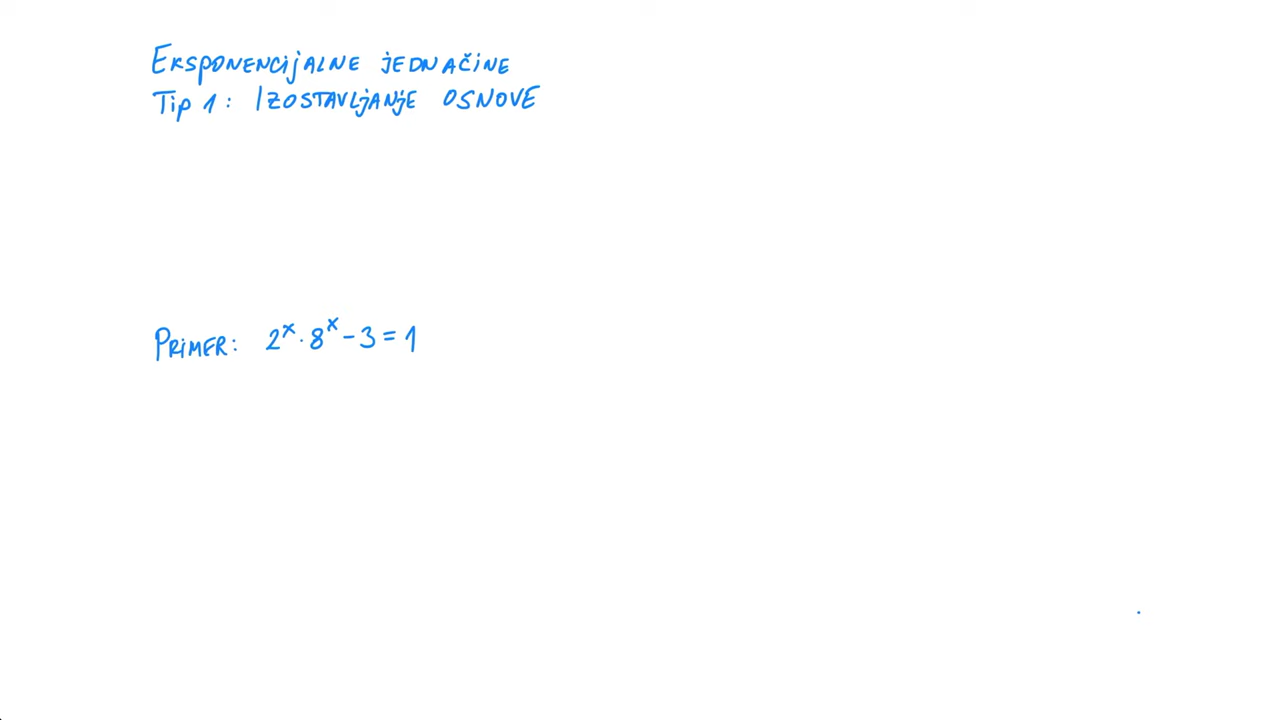 EKSPONENCIJALNE JEDNAČINE
TIP 1: IZOSTAVLJANJE OSNOVE
PRIMER: 2ˣ · 8ˣ - 3 = 1